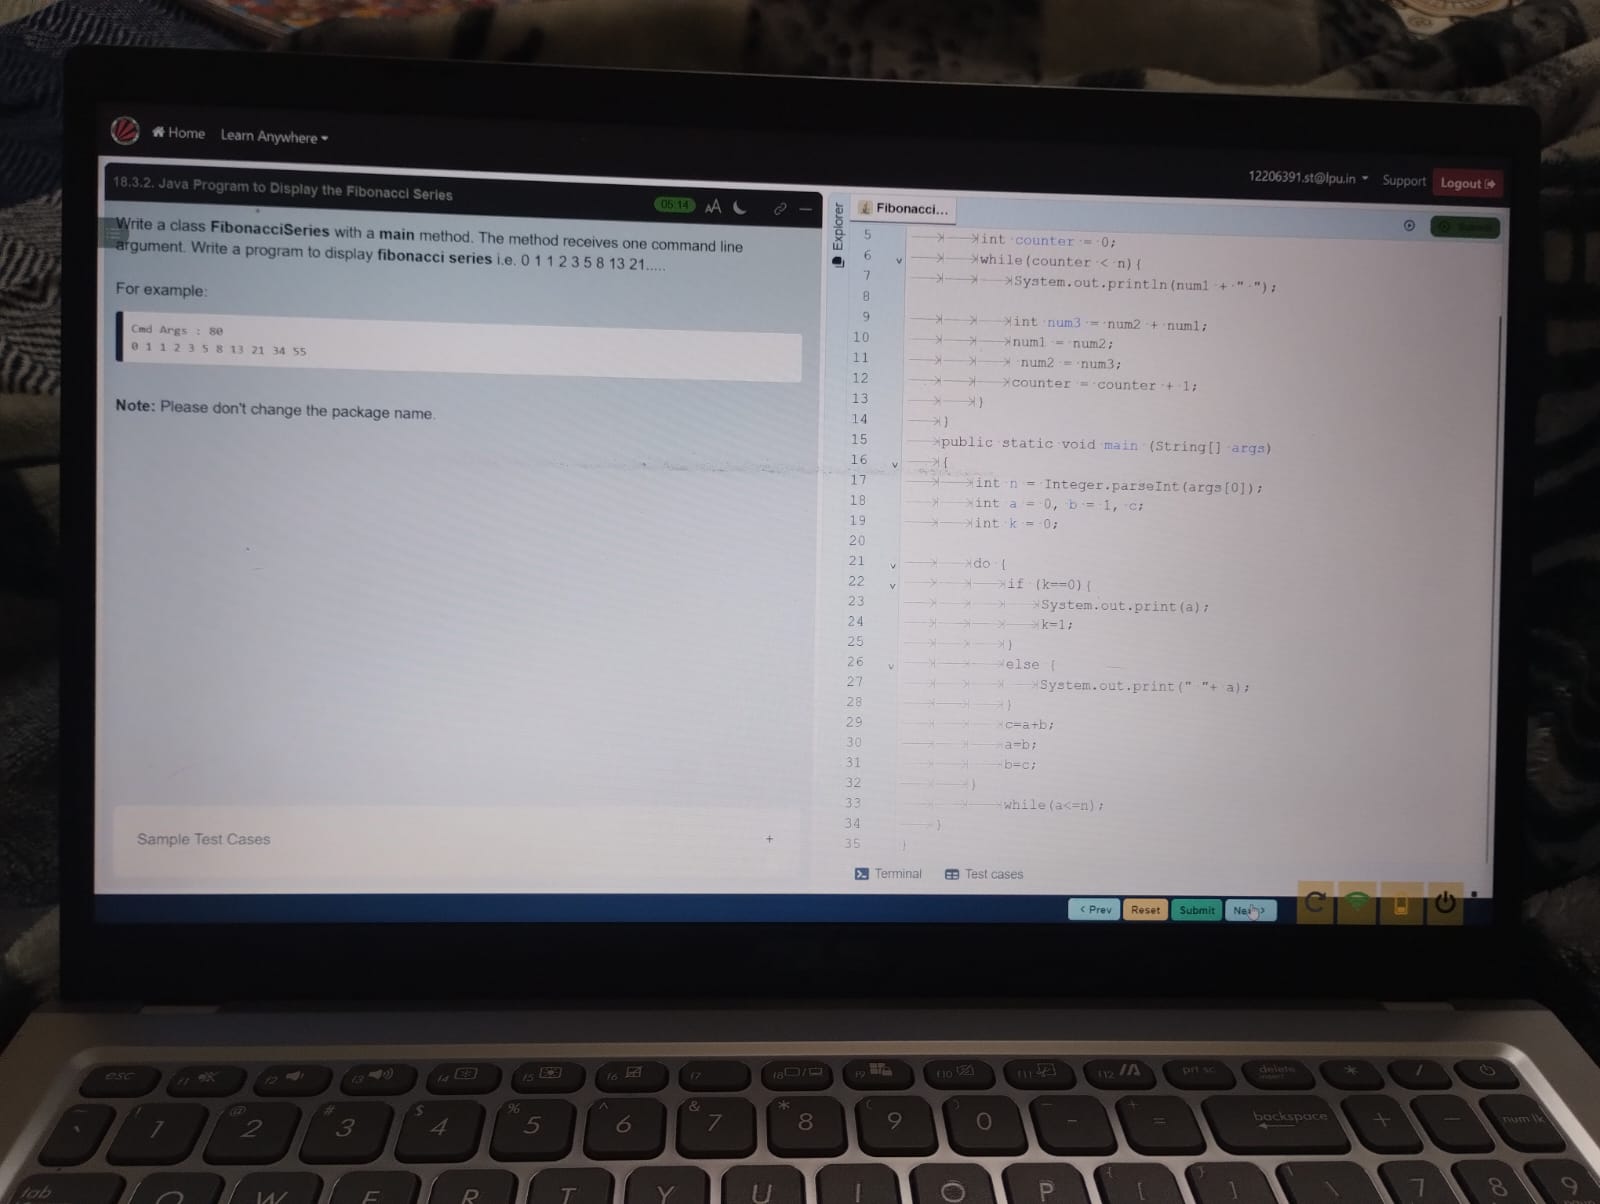 Home Learn Anywhere
12206391.st@lpu.in Support Logout
18.3.2. Java Program to Display the Fibonacci Series
05:14 AA
Write a class FibonacciSeries with a main method. The method receives one command line
argument. Write a program to display fibonacci series i.e. 0 1 1 2 3 5 8 13 21.....
For example:
Cmd Args : 80
0 1 1 2 3 5 8 13 21 34 55
Note: Please don't change the package name.
Sample Test Cases +
Explorer
Fibonacci...
5 int counter = 0;
6 while(counter < n){
7 System.out.println(num1 + " ");
8
9 int num3 = num2 + num1;
10 num1 = num2;
11 num2 = num3;
12 counter = counter + 1;
13 }
14 }
15 public static void main (String[] args)
16 {
17 int n = Integer.parseInt(args[0]);
18 int a = 0, b = 1, c;
19 int k = 0;
20
21 do {
22 if (k==0){
23 System.out.print(a);
24 k=1;
25 }
26 else {
27 System.out.print(" "+ a);
28 }
29 c=a+b;
30 a=b;
31 b=c;
32 }
33 while(a<=n);
34 }
35 }
Terminal Test cases
< Prev Reset Submit
esc f1 f2 f3 f4 f5 f6 f7 f8 f9 f10 f11 f12 prt sc delete insert * /
~ ` ! 1 @ 2 # 3 $ 4 % 5 ^ 6 & 7 * 8 ( 9 ) 0 - + = backspace + - num lk
tab Q W E R T Y U I O P { [ } ] \ 7 8 9